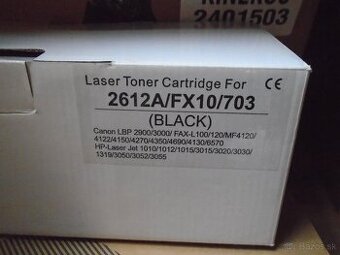 2401503
Laser Toner Cartridge For
CE
2612A/FX10/703
(BLACK)
Canon LBP 2900/3000/ FAX-L100/120/MF4120/
4122/4150/4270/4350/4690/4130/6570
HP-Laser Jet 1010/1012/1015/3015/3020/3030/
1319/3050/3052/3055